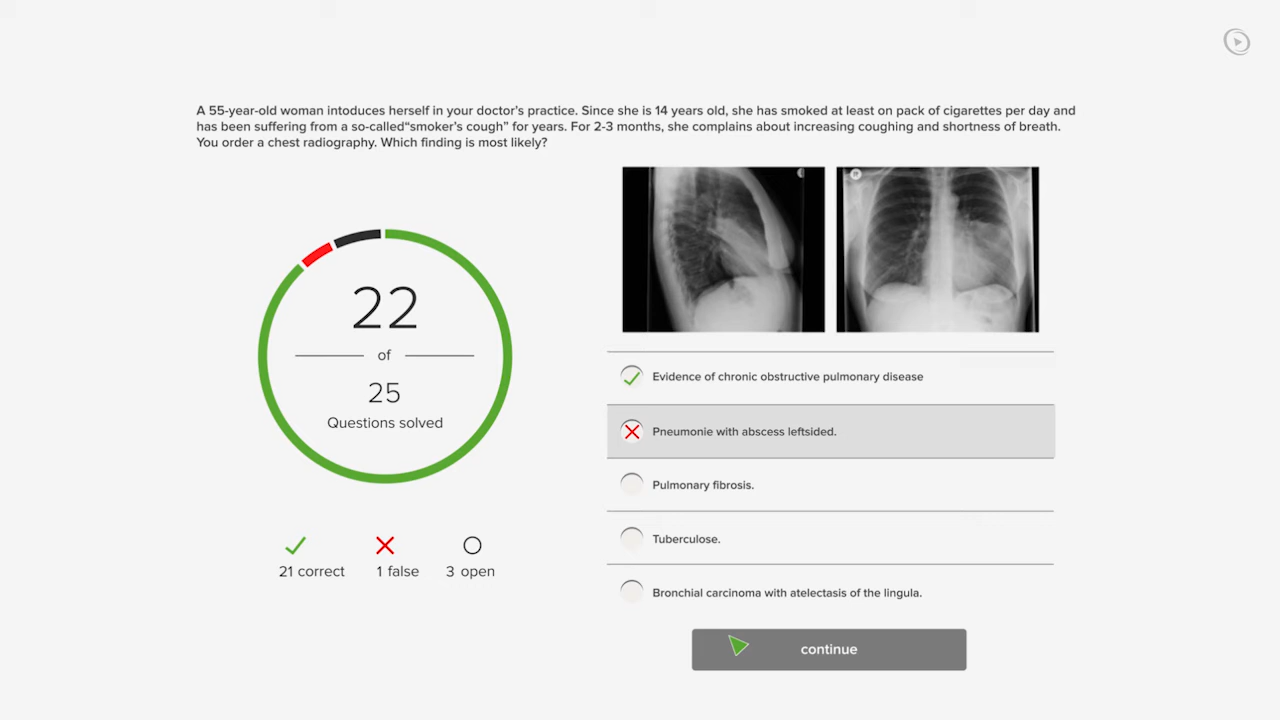 A 55-year-old woman intoduces herself in your doctor's practice. Since she is 14 years old, she has smoked at least on pack of cigarettes per day and
has been suffering from a so-called“smoker's cough” for years. For 2-3 months, she complains about increasing coughing and shortness of breath.
You order a chest radiography. Which finding is most likely?
22
of
25
Questions solved
21 correct
1 false
3 open
Evidence of chronic obstructive pulmonary disease
Pneumonie with abscess leftsided.
Pulmonary fibrosis.
Tuberculose.
Bronchial carcinoma with atelectasis of the lingula.
continue